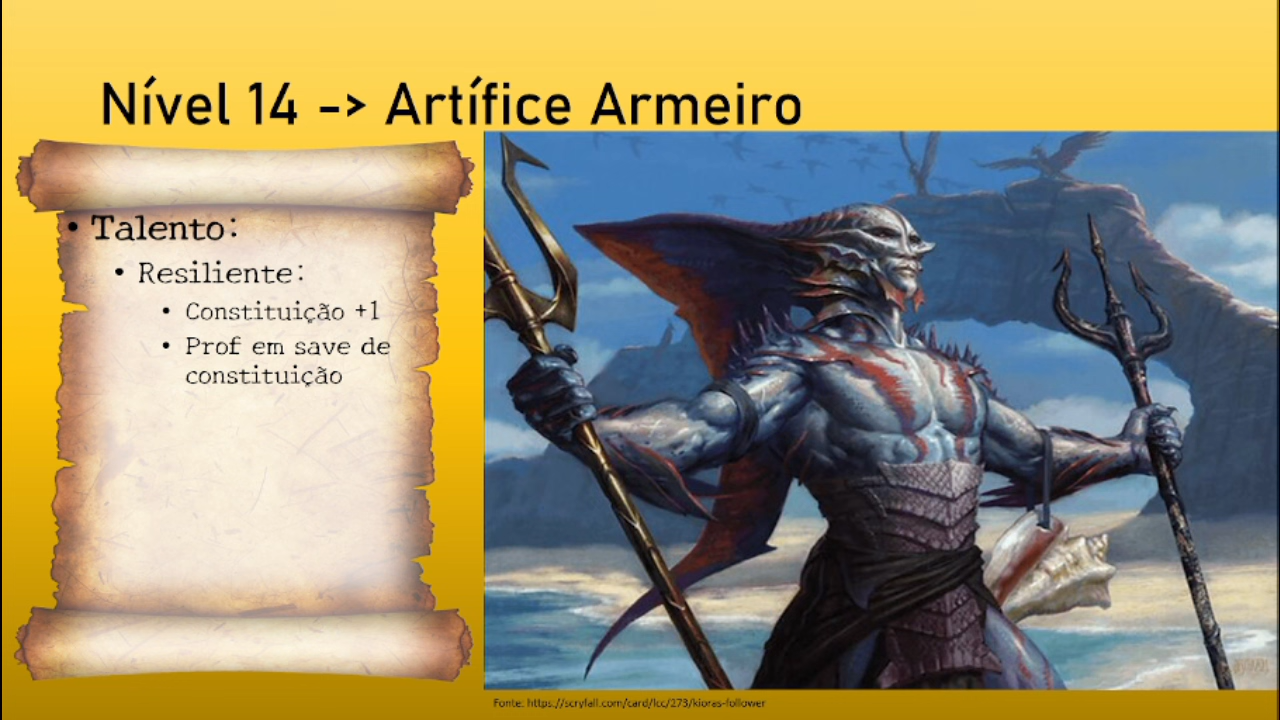 Nível 14 -> Artífice Armeiro
• Talento:
• Resiliente:
• Constituição +1
• Prof em save de
constituição
Fonte: https://scryfall.com/card/lcc/273/kioras-follower